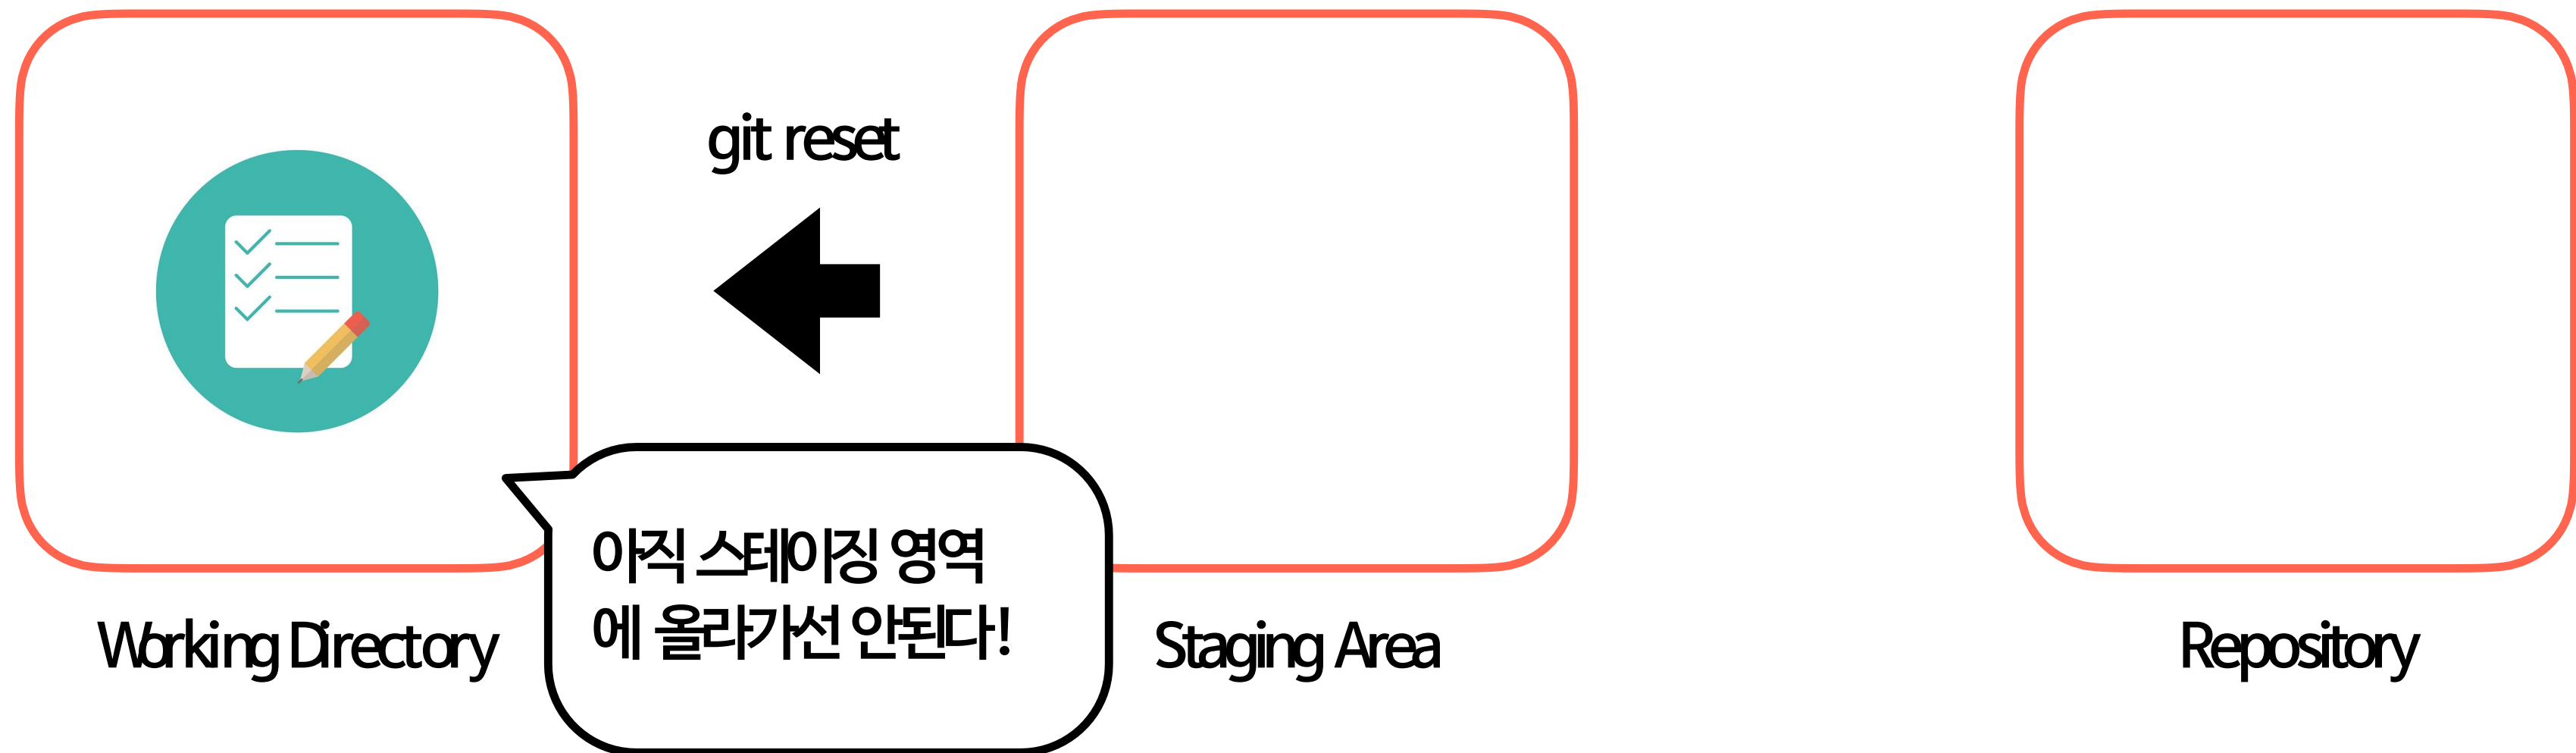 git reset
아직 스테이징 영역
에 올라가선 안된다!
Working Directory
Staging Area
Repository